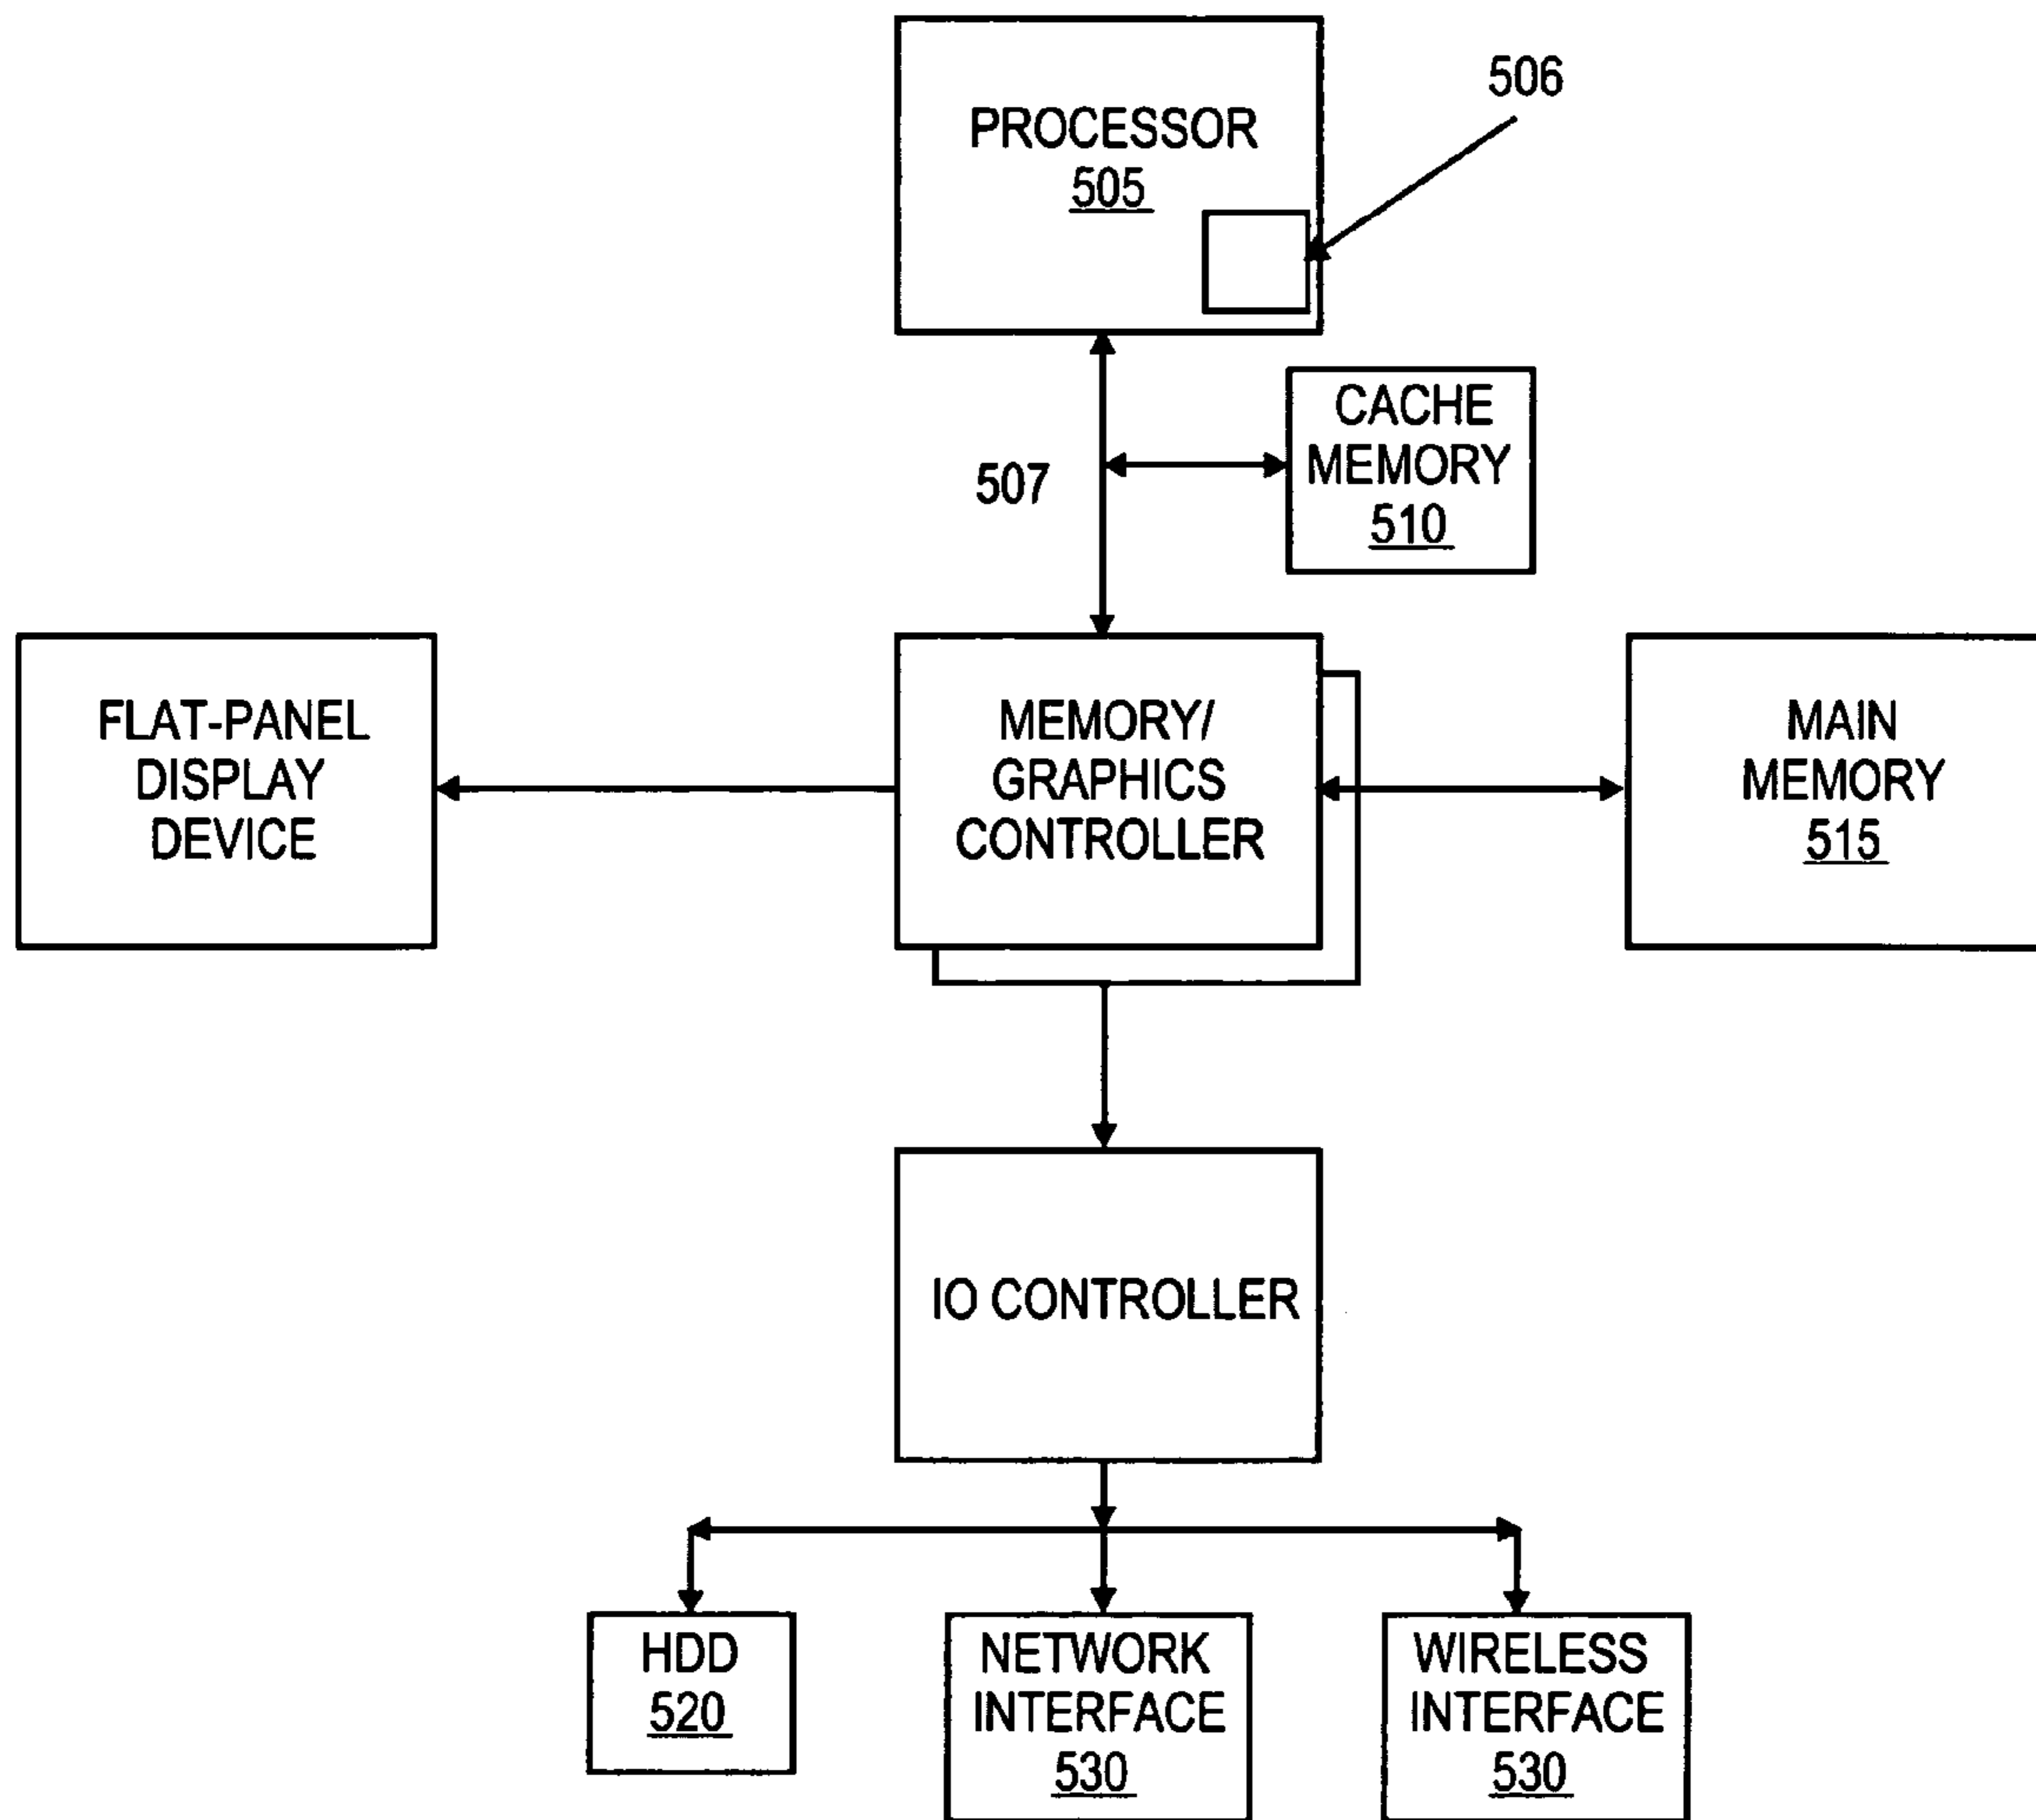 PROCESSOR
505
506
CACHE
MEMORY
510
507
FLAT-PANEL
DISPLAY
DEVICE
MEMORY/
GRAPHICS
CONTROLLER
MAIN
MEMORY
515
IO CONTROLLER
HDD
520
NETWORK
INTERFACE
530
WIRELESS
INTERFACE
530